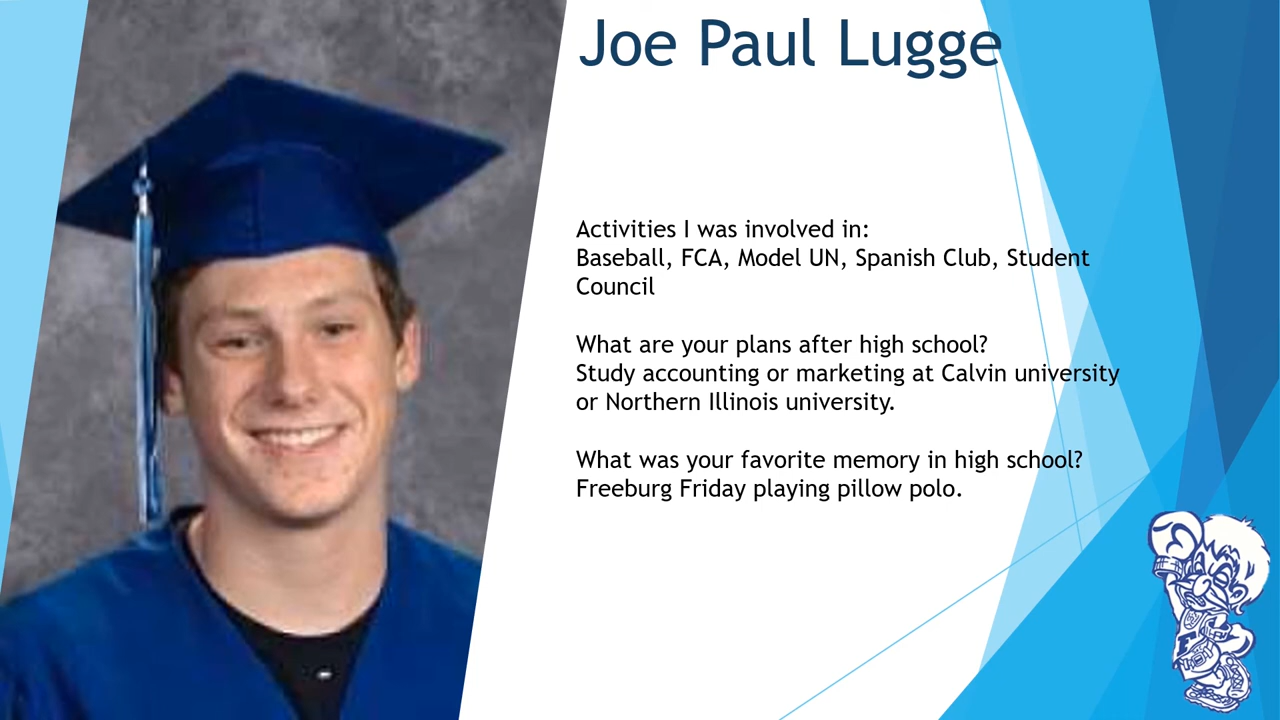 Joe Paul Lugge
Activities I was involved in:
Baseball, FCA, Model UN, Spanish Club, Student
Council
What are your plans after high school?
Study accounting or marketing at Calvin university
or Northern Illinois university.
What was your favorite memory in high school?
Freeburg Friday playing pillow polo.
F